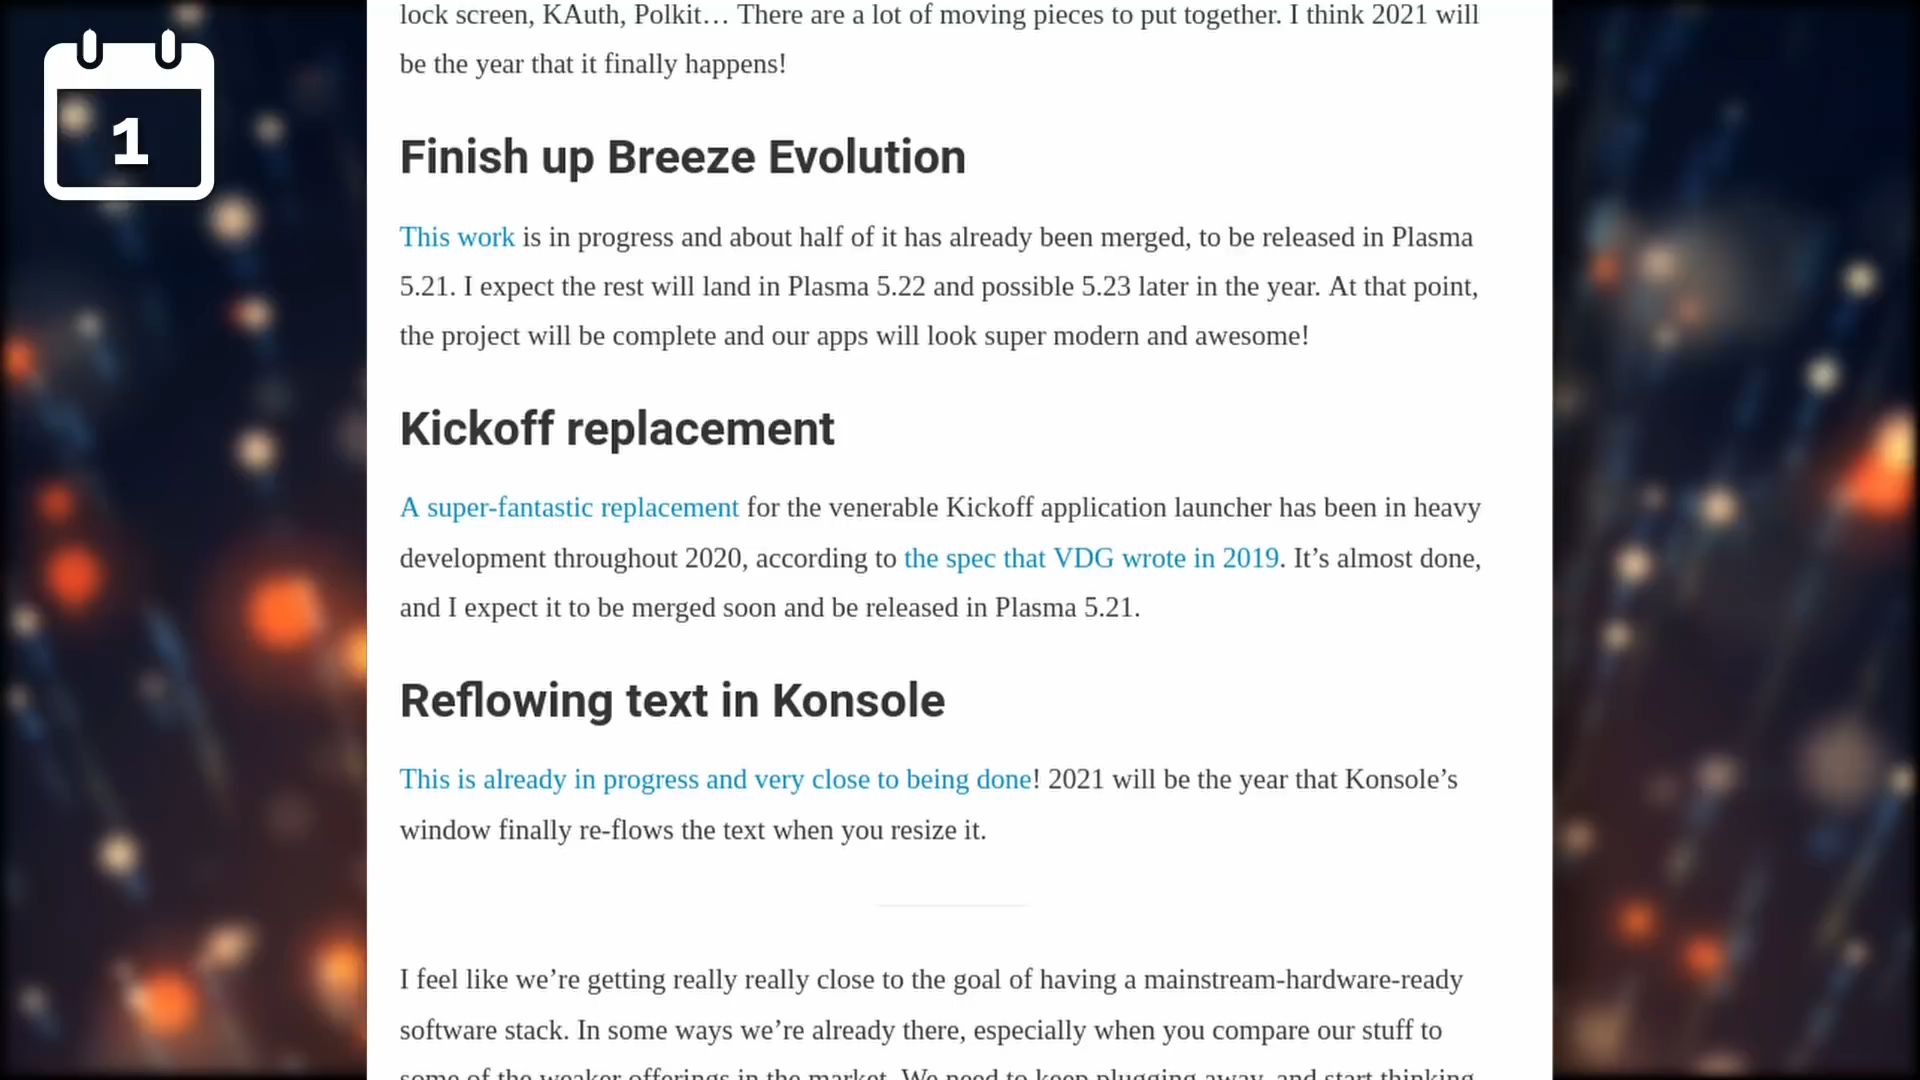 lock screen, KAuth, Polkit… There are a lot of moving pieces to put together. I think 2021 will
be the year that it finally happens!
1
Finish up Breeze Evolution
This work is in progress and about half of it has already been merged, to be released in Plasma
5.21. I expect the rest will land in Plasma 5.22 and possible 5.23 later in the year. At that point,
the project will be complete and our apps will look super modern and awesome!
Kickoff replacement
A super-fantastic replacement for the venerable Kickoff application launcher has been in heavy
development throughout 2020, according to the spec that VDG wrote in 2019. It’s almost done,
and I expect it to be merged soon and be released in Plasma 5.21.
Reflowing text in Konsole
This is already in progress and very close to being done! 2021 will be the year that Konsole’s
window finally re-flows the text when you resize it.
I feel like we’re getting really really close to the goal of having a mainstream-hardware-ready
software stack. In some ways we’re already there, especially when you compare our stuff to
some of the weaker offerings in the market. We need to keep plugging away, and start thinking